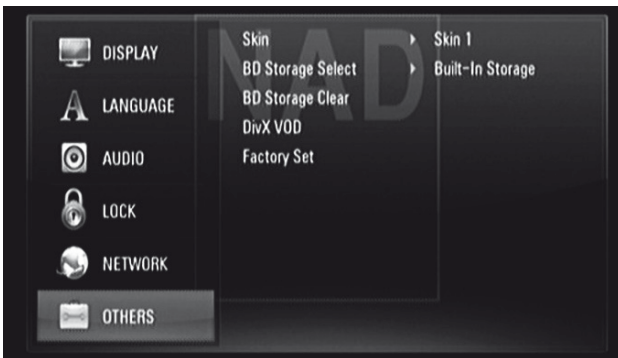 DISPLAY
LANGUAGE
AUDIO
LOCK
NETWORK
OTHERS
NAD
Skin Skin 1
BD Storage Select Built-In Storage
BD Storage Clear
DivX VOD
Factory Set